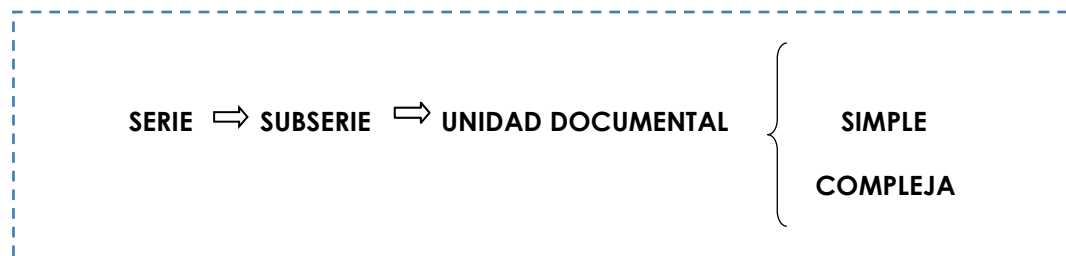 SERIE ⇨ SUBSERIE ⇨ UNIDAD DOCUMENTAL SIMPLE
COMPLEJA